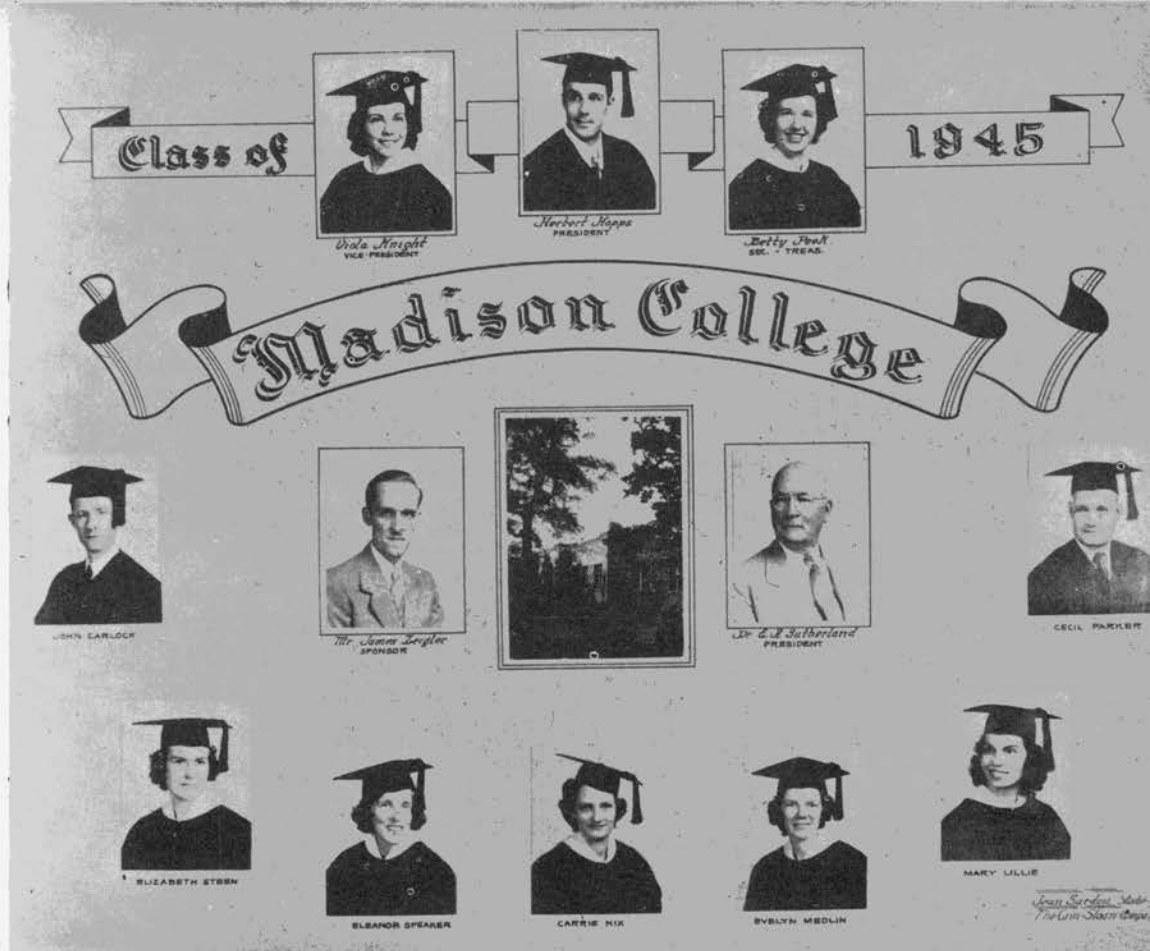 Class of
1945
Viola Knight
VICE-PRESIDENT
Herbert Hopps
PRESIDENT
Betty Peek
SEC. - TREAS.
Madison College
JOHN CARLOCK
Mr. James Zeigler
SPONSOR
Dr. E. A. Sutherland
PRESIDENT
CECIL PARKER
ELIZABETH STEEN
ELEANOR SPEAKER
CARRIE NIX
EVELYN MEDLIN
MARY LILLIE